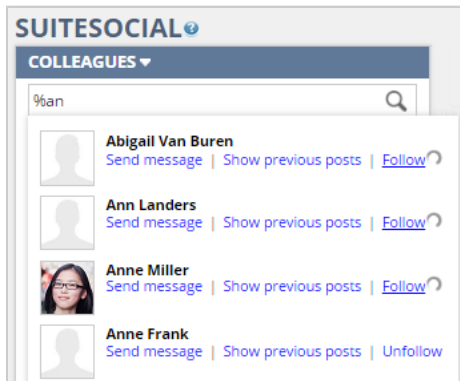 SUITESOCIAL?
COLLEAGUES
%an
Abigail Van Buren
Send message | Show previous posts | Follow
Ann Landers
Send message | Show previous posts | Follow
Anne Miller
Send message | Show previous posts | Follow
Anne Frank
Send message | Show previous posts | Unfollow